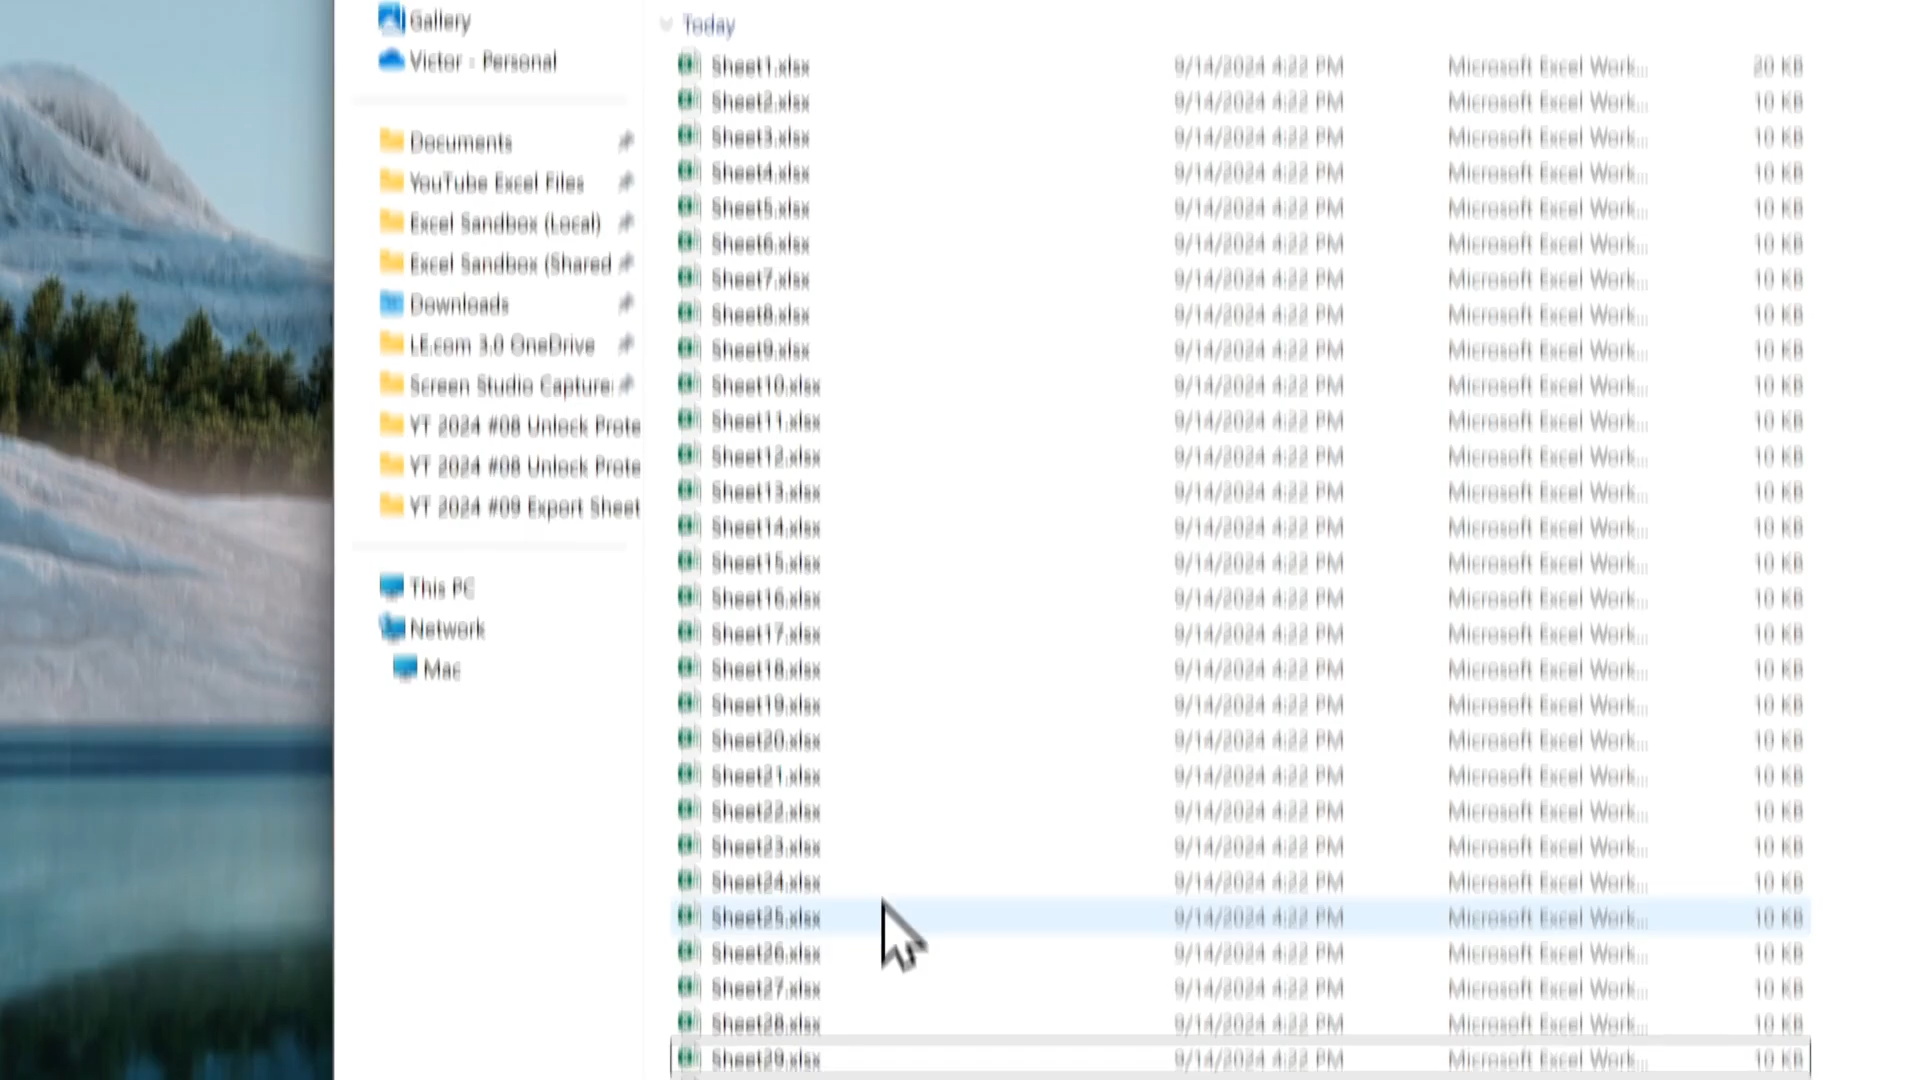 Gallery
Victor - Personal
Documents
YouTube Excel Files
Excel Sandbox (Local)
Excel Sandbox (Shared
Downloads
LE.com 3.0 OneDrive
Screen Studio Capture
YT 2024 #08 Unlock Prote
YT 2024 #08 Unlock Prote
YT 2024 #09 Export Sheet
This PC
Network
Mac
Today
Sheet1.xlsx 9/14/2024 4:22 PM Microsoft Excel Work... 20 KB
Sheet2.xlsx 9/14/2024 4:22 PM Microsoft Excel Work... 10 KB
Sheet3.xlsx 9/14/2024 4:22 PM Microsoft Excel Work... 10 KB
Sheet4.xlsx 9/14/2024 4:22 PM Microsoft Excel Work... 10 KB
Sheet5.xlsx 9/14/2024 4:22 PM Microsoft Excel Work... 10 KB
Sheet6.xlsx 9/14/2024 4:22 PM Microsoft Excel Work... 10 KB
Sheet7.xlsx 9/14/2024 4:22 PM Microsoft Excel Work... 10 KB
Sheet8.xlsx 9/14/2024 4:22 PM Microsoft Excel Work... 10 KB
Sheet9.xlsx 9/14/2024 4:22 PM Microsoft Excel Work... 10 KB
Sheet10.xlsx 9/14/2024 4:22 PM Microsoft Excel Work... 10 KB
Sheet11.xlsx 9/14/2024 4:22 PM Microsoft Excel Work... 10 KB
Sheet12.xlsx 9/14/2024 4:22 PM Microsoft Excel Work... 10 KB
Sheet13.xlsx 9/14/2024 4:22 PM Microsoft Excel Work... 10 KB
Sheet14.xlsx 9/14/2024 4:22 PM Microsoft Excel Work... 10 KB
Sheet15.xlsx 9/14/2024 4:22 PM Microsoft Excel Work... 10 KB
Sheet16.xlsx 9/14/2024 4:22 PM Microsoft Excel Work... 10 KB
Sheet17.xlsx 9/14/2024 4:22 PM Microsoft Excel Work... 10 KB
Sheet18.xlsx 9/14/2024 4:22 PM Microsoft Excel Work... 10 KB
Sheet19.xlsx 9/14/2024 4:22 PM Microsoft Excel Work... 10 KB
Sheet20.xlsx 9/14/2024 4:22 PM Microsoft Excel Work... 10 KB
Sheet21.xlsx 9/14/2024 4:22 PM Microsoft Excel Work... 10 KB
Sheet22.xlsx 9/14/2024 4:22 PM Microsoft Excel Work... 10 KB
Sheet23.xlsx 9/14/2024 4:22 PM Microsoft Excel Work... 10 KB
Sheet24.xlsx 9/14/2024 4:22 PM Microsoft Excel Work... 10 KB
Sheet25.xlsx 9/14/2024 4:22 PM Microsoft Excel Work... 10 KB
Sheet26.xlsx 9/14/2024 4:22 PM Microsoft Excel Work... 10 KB
Sheet27.xlsx 9/14/2024 4:22 PM Microsoft Excel Work... 10 KB
Sheet28.xlsx 9/14/2024 4:22 PM Microsoft Excel Work... 10 KB
Sheet29.xlsx 9/14/2024 4:22 PM Microsoft Excel Work... 10 KB